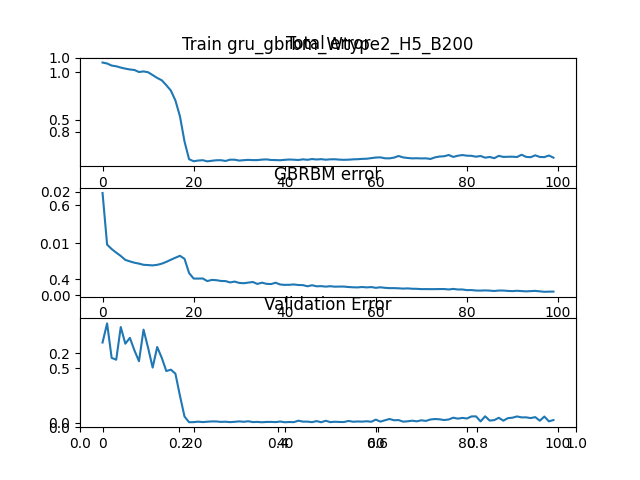 Train gru_gbrbm_Wtype2_H5_B200
Total error
1.0
1.0
0.5
0.8
0 20 40 60 80 100
GBRBM error
0.02
0.6
0.01
0.4
0.00
0 20 40 60 80 100
Validation Error
0.2
0.5
0.0
0.0
0.0 0 0.2 20 0.4 40 0.6 60 80 0.8 100 1.0